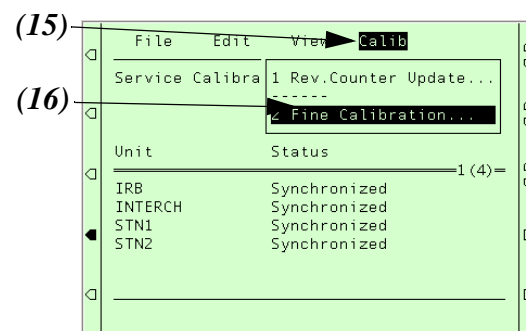 (15)
File Edit View Calib
Service Calibra 1 Rev.Counter Update...
------
(16)
2 Fine Calibration...
Unit Status
1(4)
IRB Synchronized
INTERCH Synchronized
STN1 Synchronized
STN2 Synchronized